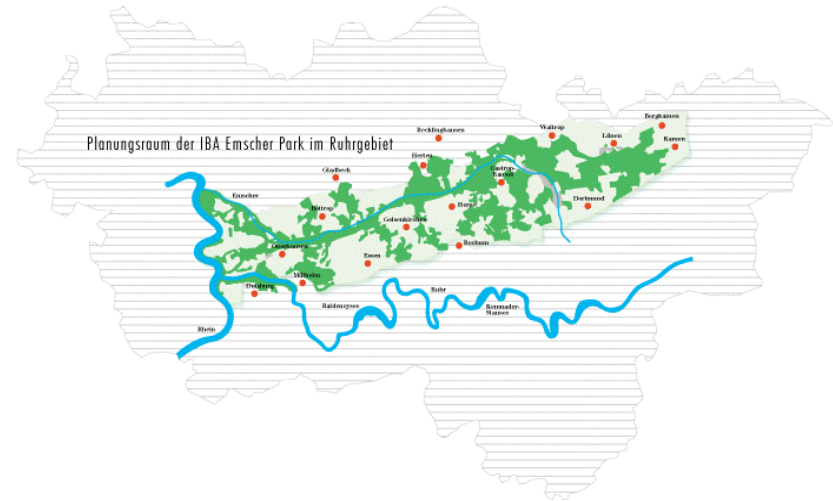 Planungsraum der IBA Emscher Park im Ruhrgebiet
Recklinghausen
Waltrop
Lünen
Bergkamen
Kamen
Herten
Gladbeck
Castrop-
Rauxel
Emscher
Bottrop
Herne
Dortmund
Gelsenkirchen
Oberhausen
Bochum
Essen
Mülheim
Duisburg
Ruhr
Baldeneysee
Kemnader-
Stausee
Rhein